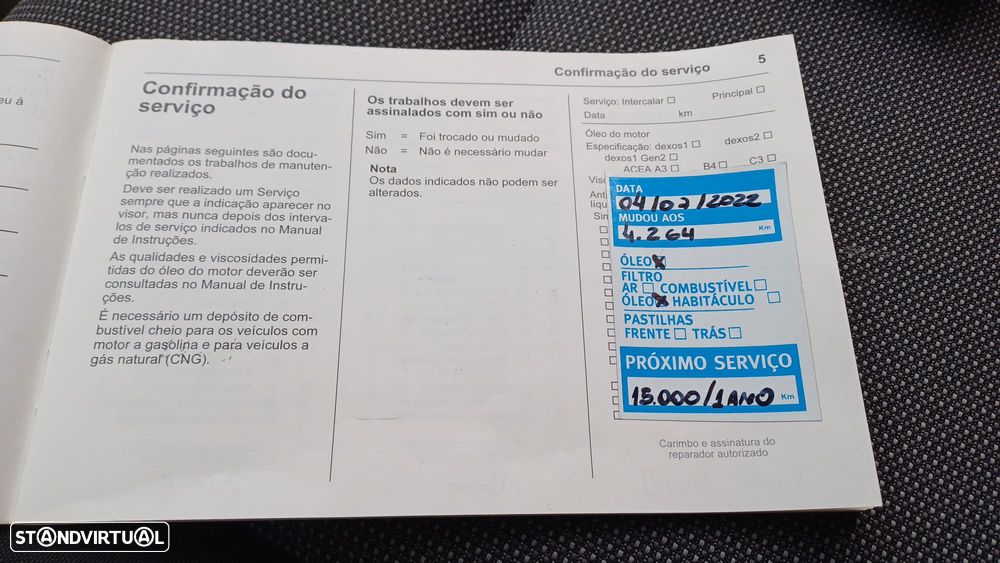 Confirmação do serviço
5
eu à
Confirmação do
serviço
Nas páginas seguintes são docu-
mentados os trabalhos de manuten-
ção realizados.
Deve ser realizado um Serviço
sempre que a indicação aparecer no
visor, mas nunca depois dos interva-
los de serviço indicados no Manual
de Instruções.
As qualidades e viscosidades permi-
tidas do óleo do motor deverão ser
consultadas no Manual de Instru-
ções.
É necessário um depósito de com-
bustível cheio para os veículos com
motor a gasolina e para veículos a
gás natural (CNG).
Os trabalhos devem ser
assinalados com sim ou não
Sim = Foi trocado ou mudado
Não = Não é necessário mudar
Nota
Os dados indicados não podem ser
alterados.
Serviço: Intercalar Principal
Data km
Óleo do motor
Especificação: dexos1 dexos2
dexos1 Gen2
ACEA A3 B4 C3
DATA
04/07/2022
MUDOU AOS
4.264 Km
ÓLEO X
FILTRO
AR COMBUSTÍVEL
ÓLEO X HABITÁCULO
PASTILHAS
FRENTE TRÁS
PRÓXIMO SERVIÇO
15.000/1 ANO Km
Carimbo e assinatura do
reparador autorizado
STANDVIRTUAL